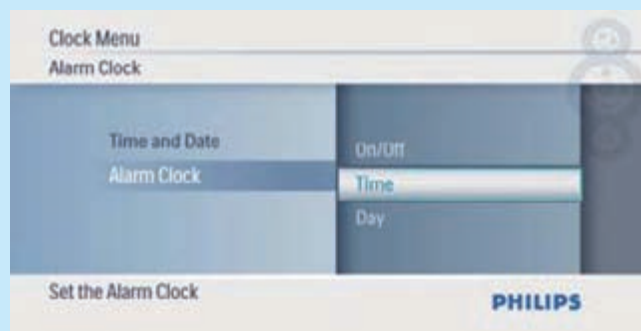 Clock Menu
Alarm Clock
Time and Date
Alarm Clock
On/Off
Time
Day
Set the Alarm Clock
PHILIPS